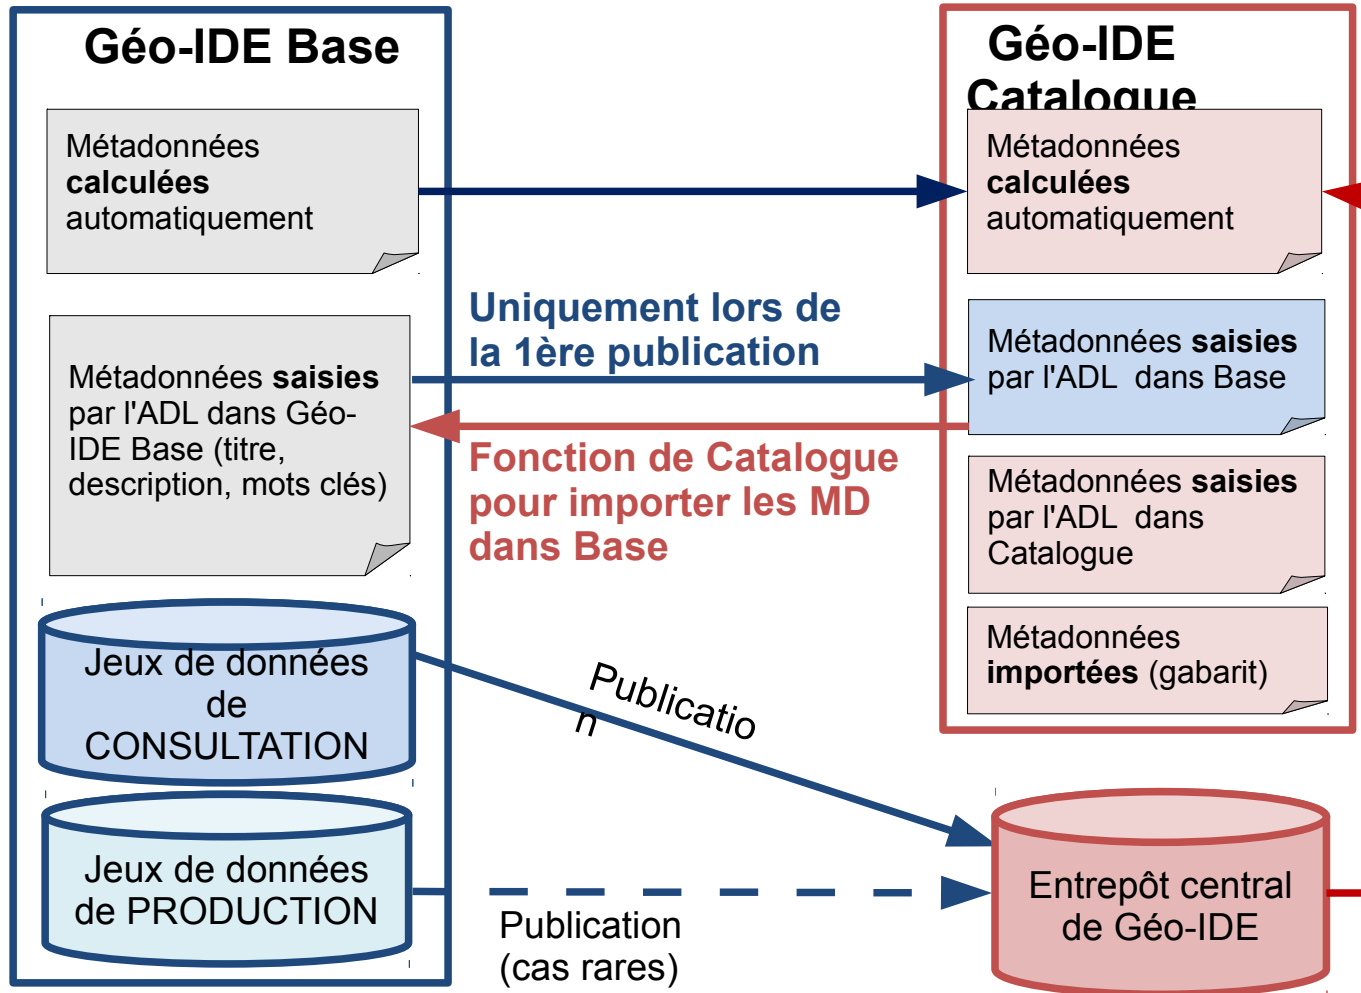 Géo-IDE Base
Métadonnées
calculées
automatiquement
Métadonnées saisies
par l'ADL dans Géo-
IDE Base (titre,
description, mots clés)
Jeux de données
de
CONSULTATION
Jeux de données
de PRODUCTION
Uniquement lors de
la 1ère publication
Fonction de Catalogue
pour importer les MD
dans Base
Publicatio
n
Publication
(cas rares)
Géo-IDE
Catalogue
Métadonnées
calculées
automatiquement
Métadonnées saisies
par l'ADL dans Base
Métadonnées saisies
par l'ADL dans
Catalogue
Métadonnées
importées (gabarit)
Entrepôt central
de Géo-IDE